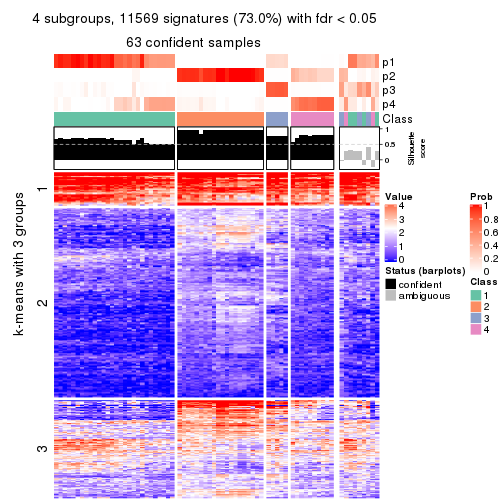 4 subgroups, 11569 signatures (73.0%) with fdr < 0.05
63 confident samples
p1
p2
p3
p4
Class
1
0.5
0
Silhouette
score
k-means with 3 groups
1
2
3
Value
4
3
2
1
0
Status (barplots)
confident
ambiguous
Prob
1
0.8
0.6
0.4
0.2
0
Class
1
2
3
4